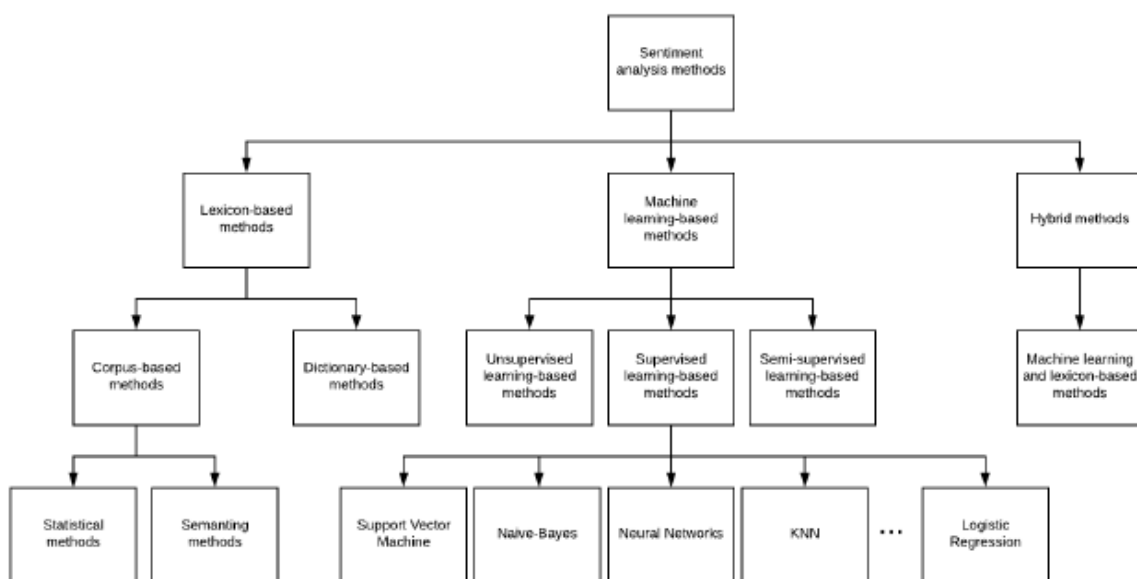 Sentiment
analysis methods
Lexicon-based
methods
Machine
learning-based
methods
Hybrid methods
Corpus-based
methods
Dictionary-based
methods
Unsupervised
learning-based
methods
Supervised
learning-based
methods
Semi-supervised
learning-based
methods
Machine learning
and lexicon-based
methods
Statistical
methods
Semanting
methods
Support Vector
Machine
Naive-Bayes
Neural Networks
KNN
...
Logistic
Regression